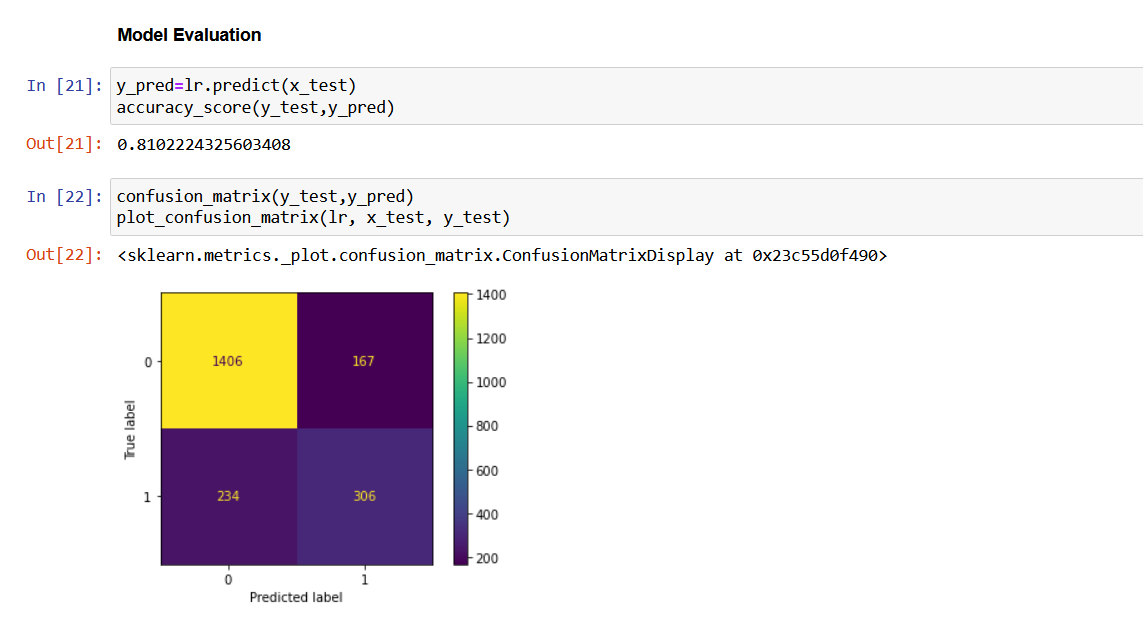 Model Evaluation
In [21]: y_pred=lr.predict(x_test)
accuracy_score(y_test,y_pred)
Out[21]: 0.8102224325603408
In [22]: confusion_matrix(y_test,y_pred)
plot_confusion_matrix(lr, x_test, y_test)
Out[22]: <sklearn.metrics._plot.confusion_matrix.ConfusionMatrixDisplay at 0x23c55d0f490>
1400
1200
1000
800
600
400
200
True label
0
1406
167
1
234
306
0
1
Predicted label